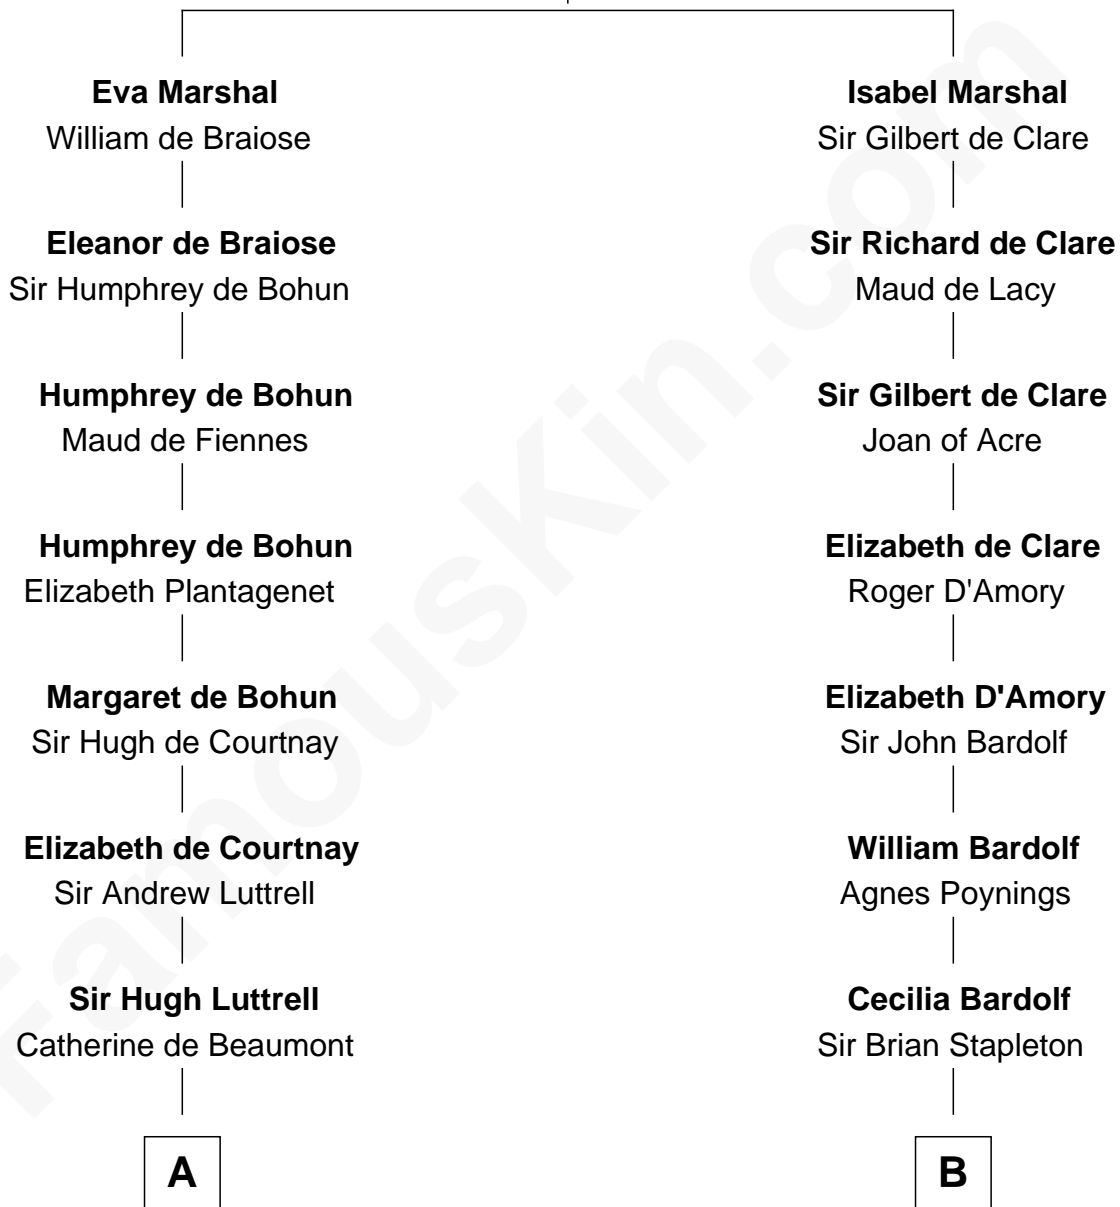 Eva Marshal
William de Braiose
Eleanor de Braiose
Sir Humphrey de Bohun
Humphrey de Bohun
Maud de Fiennes
Humphrey de Bohun
Elizabeth Plantagenet
Margaret de Bohun
Sir Hugh de Courtnay
Elizabeth de Courtnay
Sir Andrew Luttrell
Sir Hugh Luttrell
Catherine de Beaumont
A
Isabel Marshal
Sir Gilbert de Clare
Sir Richard de Clare
Maud de Lacy
Sir Gilbert de Clare
Joan of Acre
Elizabeth de Clare
Roger D'Amory
Elizabeth D'Amory
Sir John Bardolf
William Bardolf
Agnes Poynings
Cecilia Bardolf
Sir Brian Stapleton
B
FamousKin.com